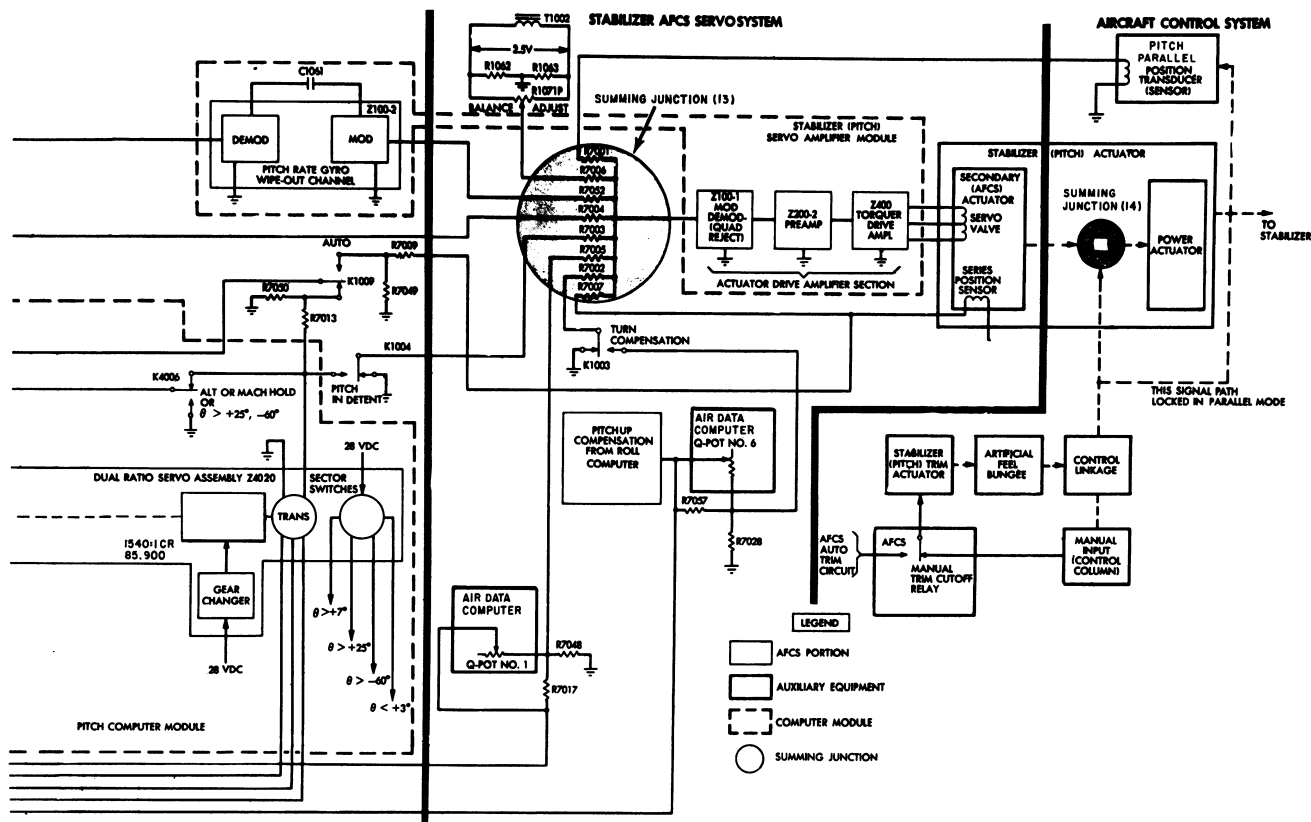 STABILIZER AFCS SERVOSYSTEM
AIRCRAFT CONTROL SYSTEM
T1002
2.5V
R1062
R1063
R1071P
BALANCE
ADJUST
SUMMING JUNCTION (13)
PITCH
PARALLEL
POSITION
TRANSDUCER
(SENSOR)
C1061
Z100-2
DEMOD
MOD
PITCH RATE GYRO
WIPE-OUT CHANNEL
STABILIZER (PITCH)
SERVO AMPLIFIER MODULE
R7001
R7006
R7052
R7004
R7003
R7005
R7002
R7007
Z100-1
MOD
DEMOD-
(QUAD
REJECT)
Z200-2
PREAMP
Z400
TORQUER
DRIVE
AMPL
ACTUATOR DRIVE AMPLIFIER SECTION
STABILIZER (PITCH) ACTUATOR
SECONDARY
(AFCS)
ACTUATOR
SERVO
VALVE
SERIES
POSITION
SENSOR
SUMMING
JUNCTION (14)
POWER
ACTUATOR
TO
STABILIZER
AUTO
R7009
K1009
R7050
R7049
R7013
K1004
TURN
COMPENSATION
K1003
K4006
ALT OR MACH HOLD
OR
θ > +25°, -60°
PITCH
IN DETENT
THIS SIGNAL PATH
LOCKED IN PARALLEL MODE
28 VDC
DUAL RATIO SERVO ASSEMBLY Z4020
SECTOR
SWITCHES
TRANS
1540:1 CR
85.900
GEAR
CHANGER
28 VDC
θ >+7°
θ > +25°
θ > -60°
θ < +3°
PITCH COMPUTER MODULE
PITCH UP
COMPENSATION
FROM ROLL
COMPUTER
AIR DATA
COMPUTER
Q-POT NO. 6
R7057
R7028
AIR DATA
COMPUTER
Q-POT NO. 1
R7048
R7017
STABILIZER
(PITCH) TRIM
ACTUATOR
ARTIFICIAL
FEEL
BUNGEE
CONTROL
LINKAGE
AFCS
AUTO
TRIM
CIRCUIT
AFCS
MANUAL
TRIM CUTOFF
RELAY
MANUAL
INPUT
(CONTROL
COLUMN)
LEGEND
AFCS PORTION
AUXILIARY EQUIPMENT
COMPUTER MODULE
SUMMING JUNCTION